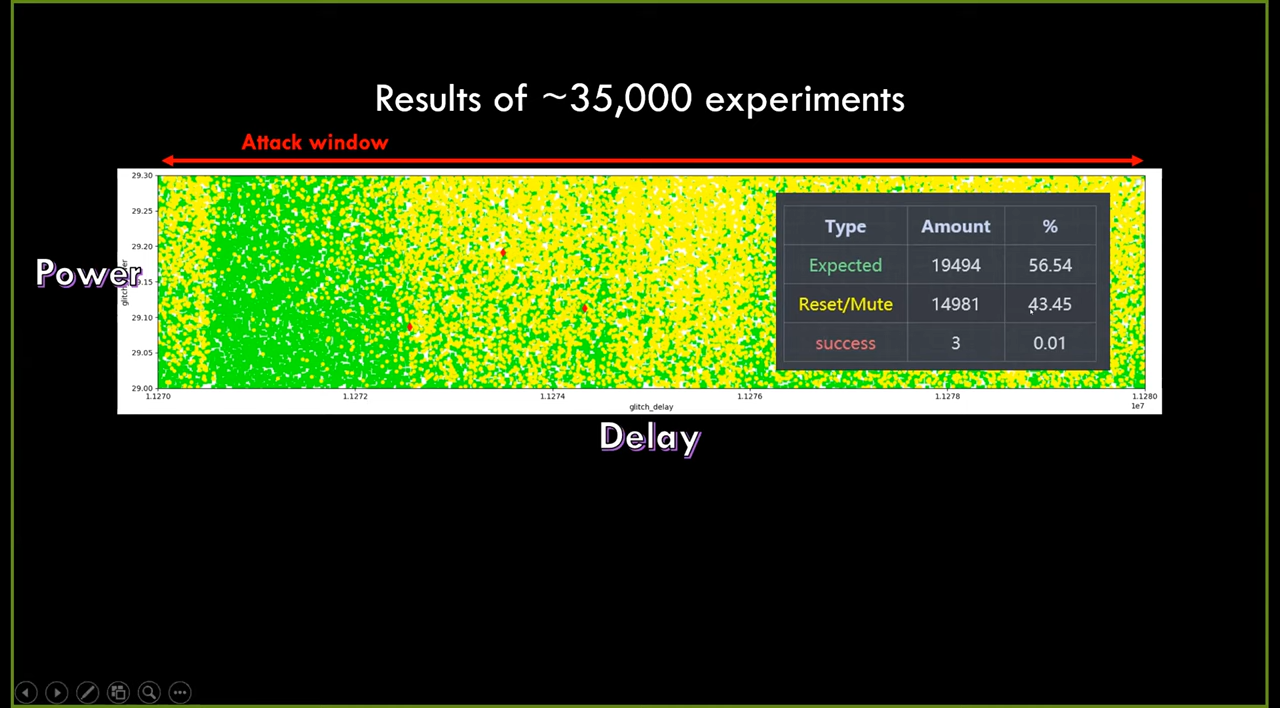 Results of ~35,000 experiments
Attack window
29.30
29.25
29.20
29.15
29.10
29.05
29.00
Power
Type Amount %
Expected 19494 56.54
Reset/Mute 14981 43.45
success 3 0.01
1.1270 1.1272 1.1274 1.1276 1.1278 1.1280
glitch_delay
1e7
Delay